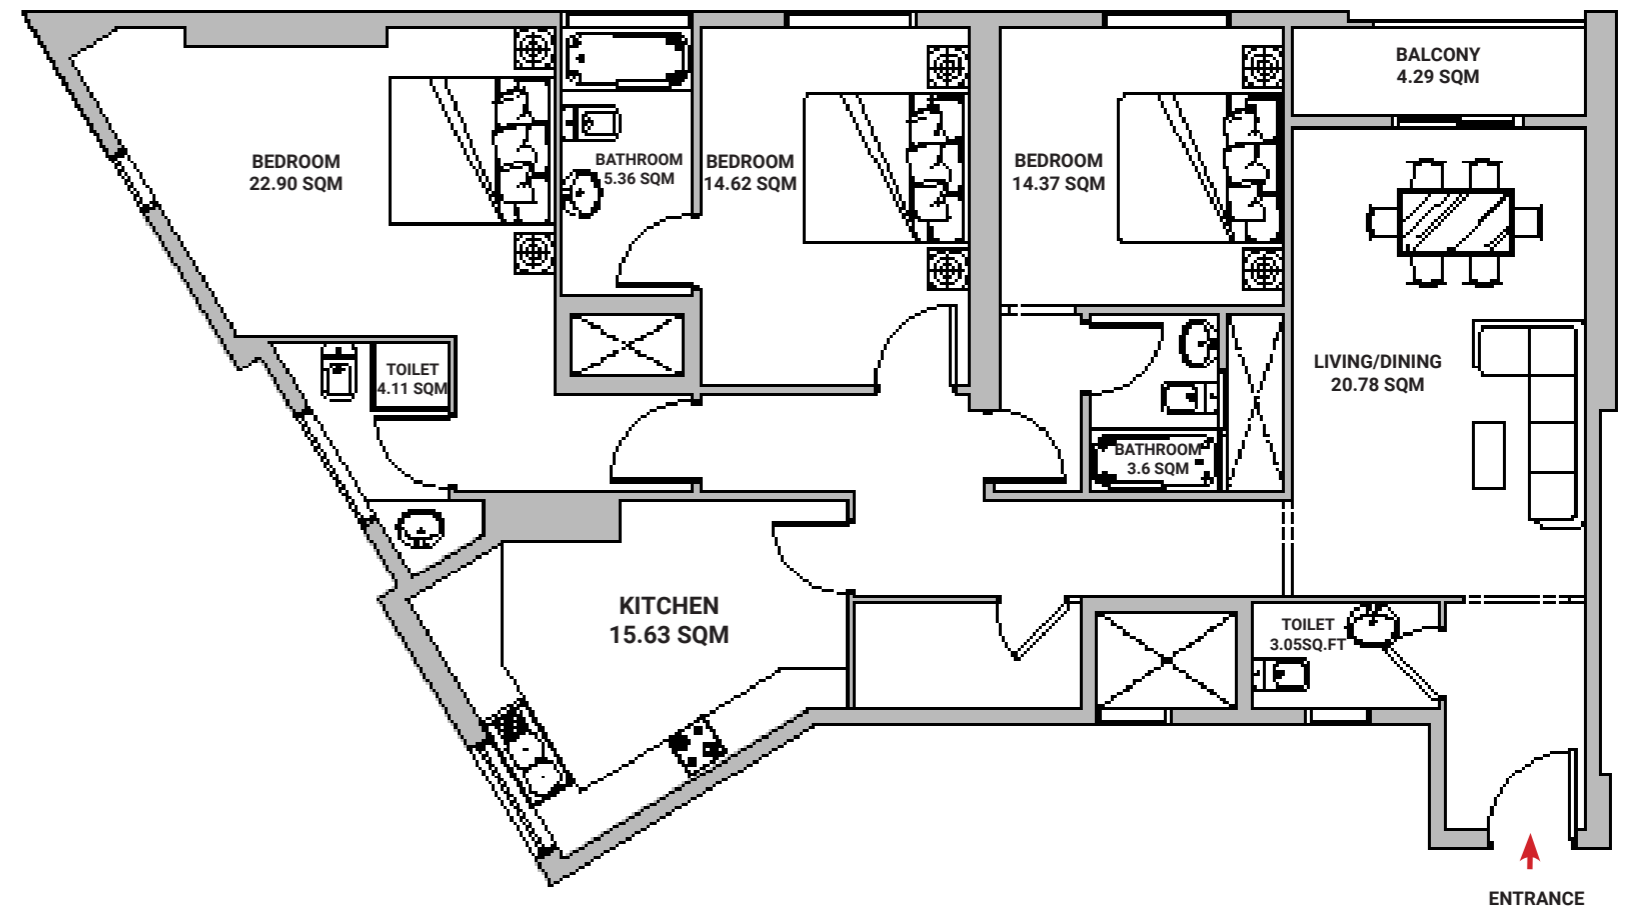 BALCONY
4.29 SQM
BEDROOM
22.90 SQM
BATHROOM
5.36 SQM
BEDROOM
14.62 SQM
BEDROOM
14.37 SQM
TOILET
4.11 SQM
LIVING/DINING
20.78 SQM
BATHROOM
3.6 SQM
KITCHEN
15.63 SQM
TOILET
3.05SQ.FT
ENTRANCE